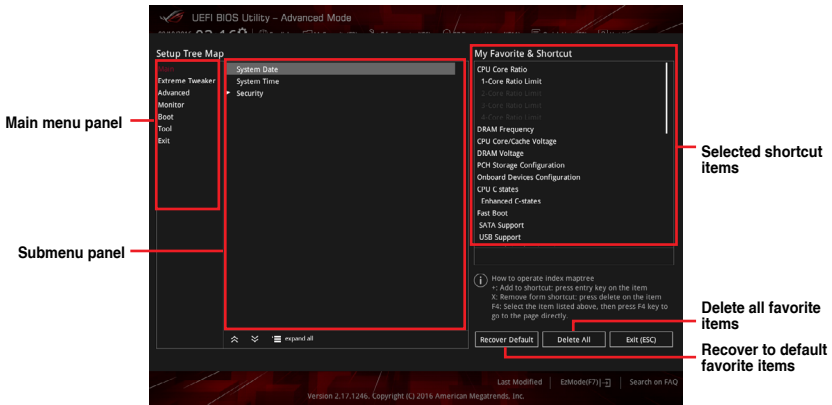 UEFI BIOS Utility – Advanced Mode
Setup Tree Map
Main
Extreme Tweaker
Advanced
Monitor
Boot
Tool
Exit
System Date
System Time
Security
expand all
My Favorite & Shortcut
CPU Core Ratio
1-Core Ratio Limit
2-Core Ratio Limit
3-Core Ratio Limit
4-Core Ratio Limit
DRAM Frequency
CPU Core/Cache Voltage
DRAM Voltage
PCH Storage Configuration
Onboard Devices Configuration
CPU C states
Enhanced C-states
Fast Boot
SATA Support
USB Support
How to operate index maptree
+: Add to shortcut: press entry key on the item
X: Remove form shortcut: press delete on the item
F4: Select the item listed above, then press F4 key to
go to the page directly.
Recover Default
Delete All
Exit (ESC)
Last Modified
EzMode(F7)
Search on FAQ
Version 2.17.1246. Copyright (C) 2016 American Megatrends, Inc.
Main menu panel
Submenu panel
Selected shortcut
items
Delete all favorite
items
Recover to default
favorite items